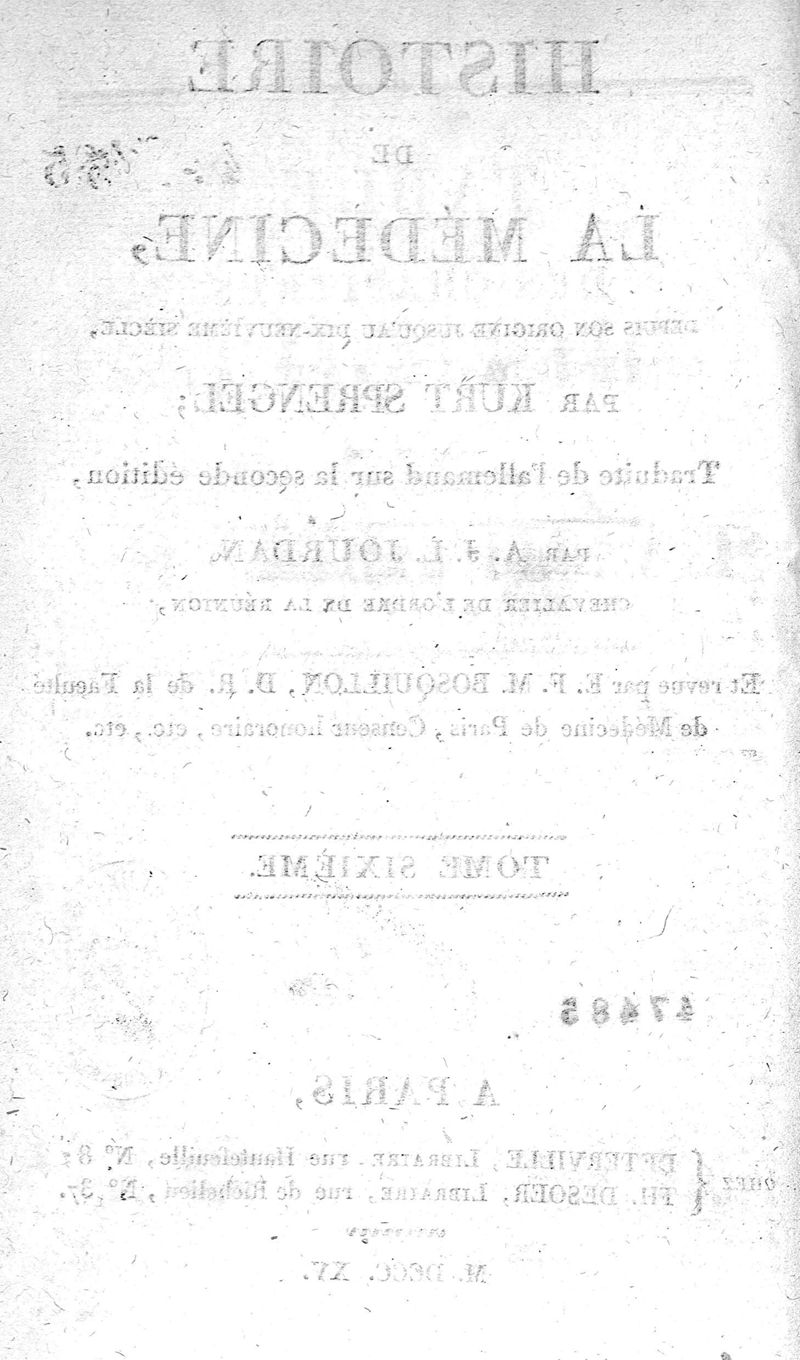 HISTOIRE
DE
LA MÉDECINE,
DEPUIS SON ORIGINE JUSQU'AU DIX-NEUVIÈME SIÈCLE,
PAR KURT SPRENGEL;
Traduite de l'allemand sur la seconde édition,
PAR A. J. L. JOURDAN,
CHEVALIER DE L'ORDRE DE LA RÉUNION,
Et revue par E. F. M. BOSQUILLON, D. R. de la Faculté
de Médecine de Paris, Censeur honoraire, etc., etc.
TOME SIXIÈME.
47485
A PARIS,
Chez
DETERVILLE, LIBRAIRE, rue Hautefeuille, N° 8;
TH. DESOER, LIBRAIRE, rue de Richelieu, N° 37.
M. DCCC. XV.